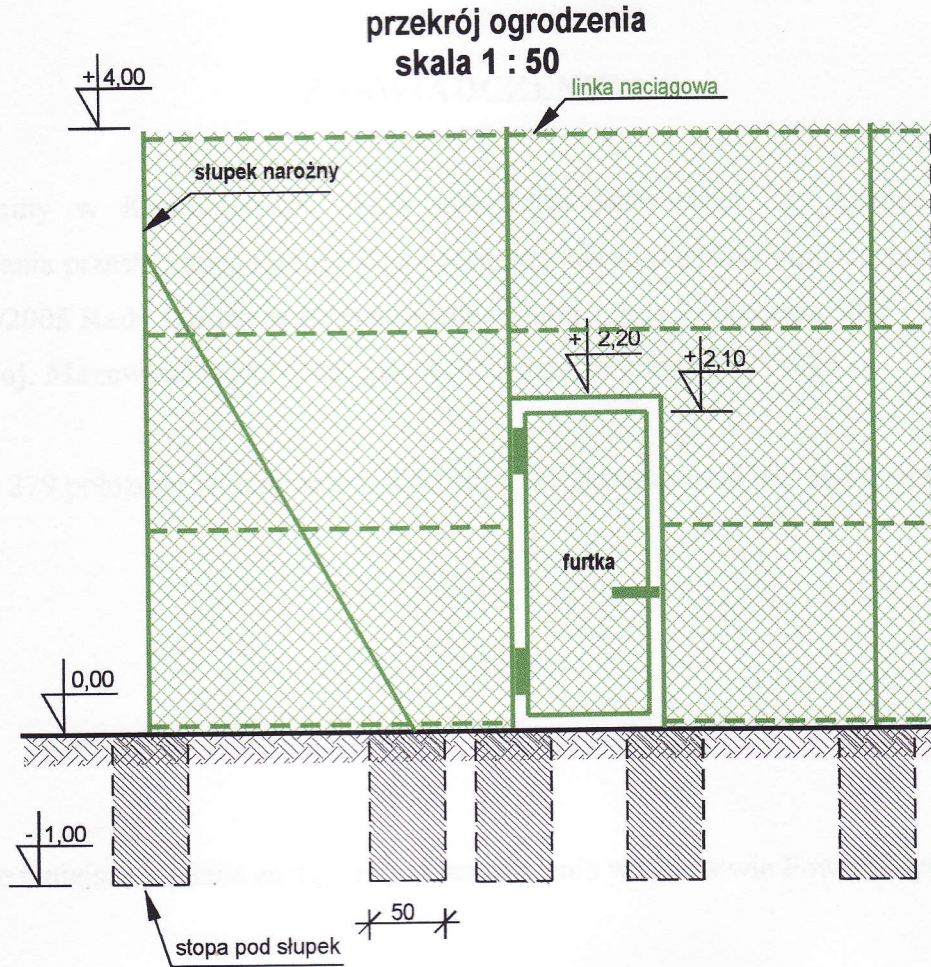 przekrój ogrodzenia
skala 1 : 50
+ 4,00
linka naciągowa
słupek narożny
+ 2,20
+ 2,10
279
furtka
0,00
- 1,00
50
stopa pod słupek